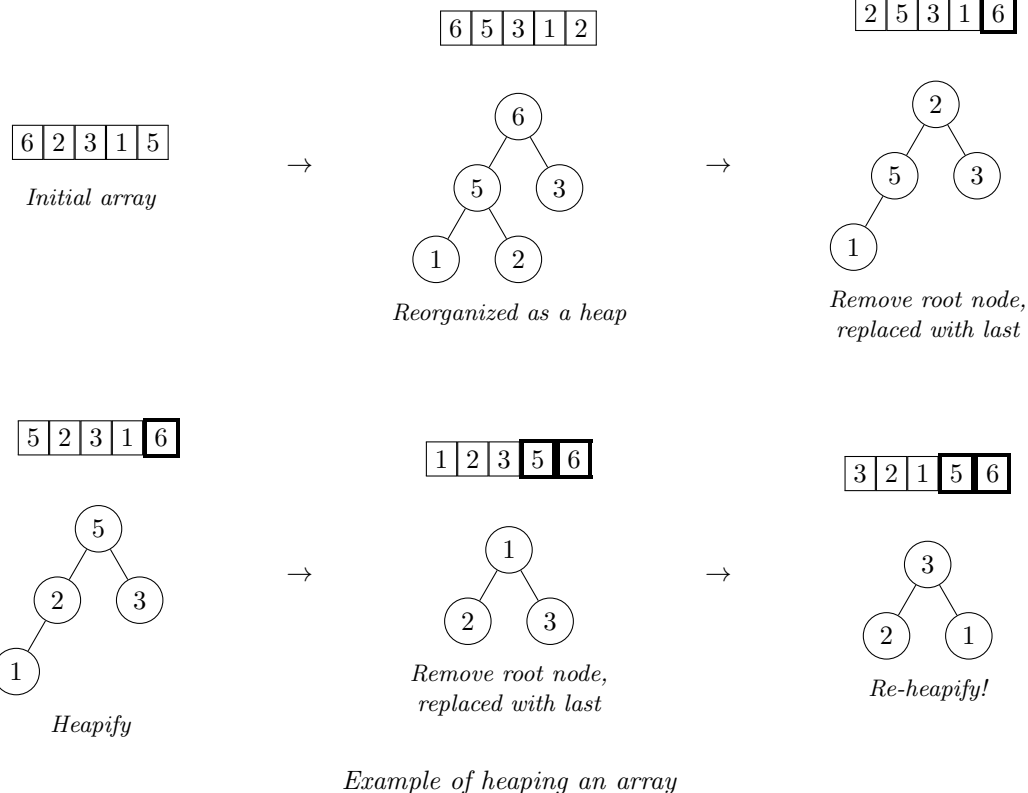 6 2 3 1 5
Initial array
→
6 5 3 1 2
6
5 3
1 2
Reorganized as a heap
→
2 5 3 1 6
2
5 3
1
Remove root node,
replaced with last
5 2 3 1 6
5
2 3
1
Heapify
→
1 2 3 5 6
1
2 3
Remove root node,
replaced with last
→
3 2 1 5 6
3
2 1
Re-heapify!
Example of heaping an array